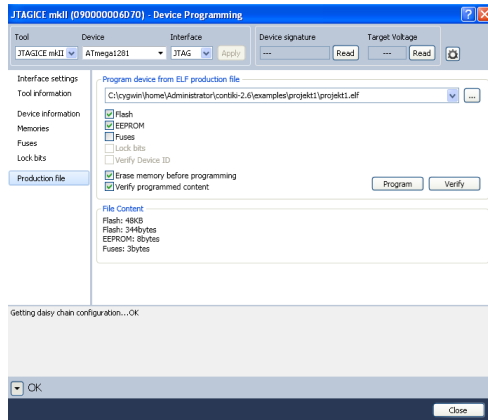 JTAGICE mkII (090000006D70) - Device Programming
Tool Device Interface Device signature Target Voltage
JTAGICE mkII ATmega1281 JTAG Apply --- Read --- Read
Interface settings
Tool information
Device information
Memories
Fuses
Lock bits
Production file
Program device from ELF production file
C:\cygwin\home\Administrator\contiki-2.6\examples\projekt1\projekt1.elf ...
Flash
EEPROM
Fuses
Lock bits
Verify Device ID
Erase memory before programming
Verify programmed content
Program Verify
File Content
Flash: 48KB
Flash: 344bytes
EEPROM: 8bytes
Fuses: 3bytes
Getting daisy chain configuration...OK
OK
Close